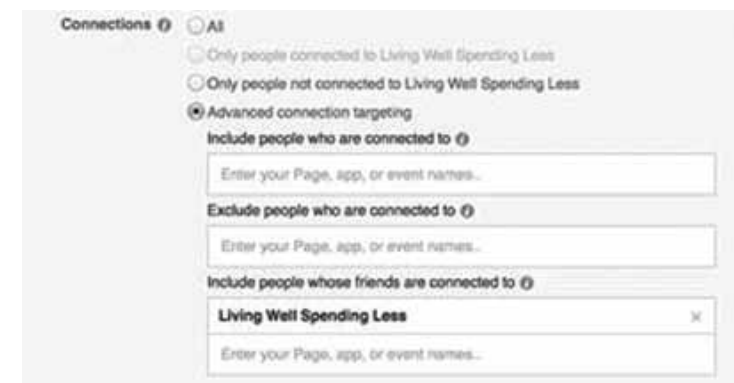 Connections
All
Only people connected to Living Well Spending Less
Only people not connected to Living Well Spending Less
Advanced connection targeting
Include people who are connected to
Enter your Page, app, or event names..
Exclude people who are connected to
Enter your Page, app, or event names..
Include people whose friends are connected to
Living Well Spending Less ×
Enter your Page, app, or event names..